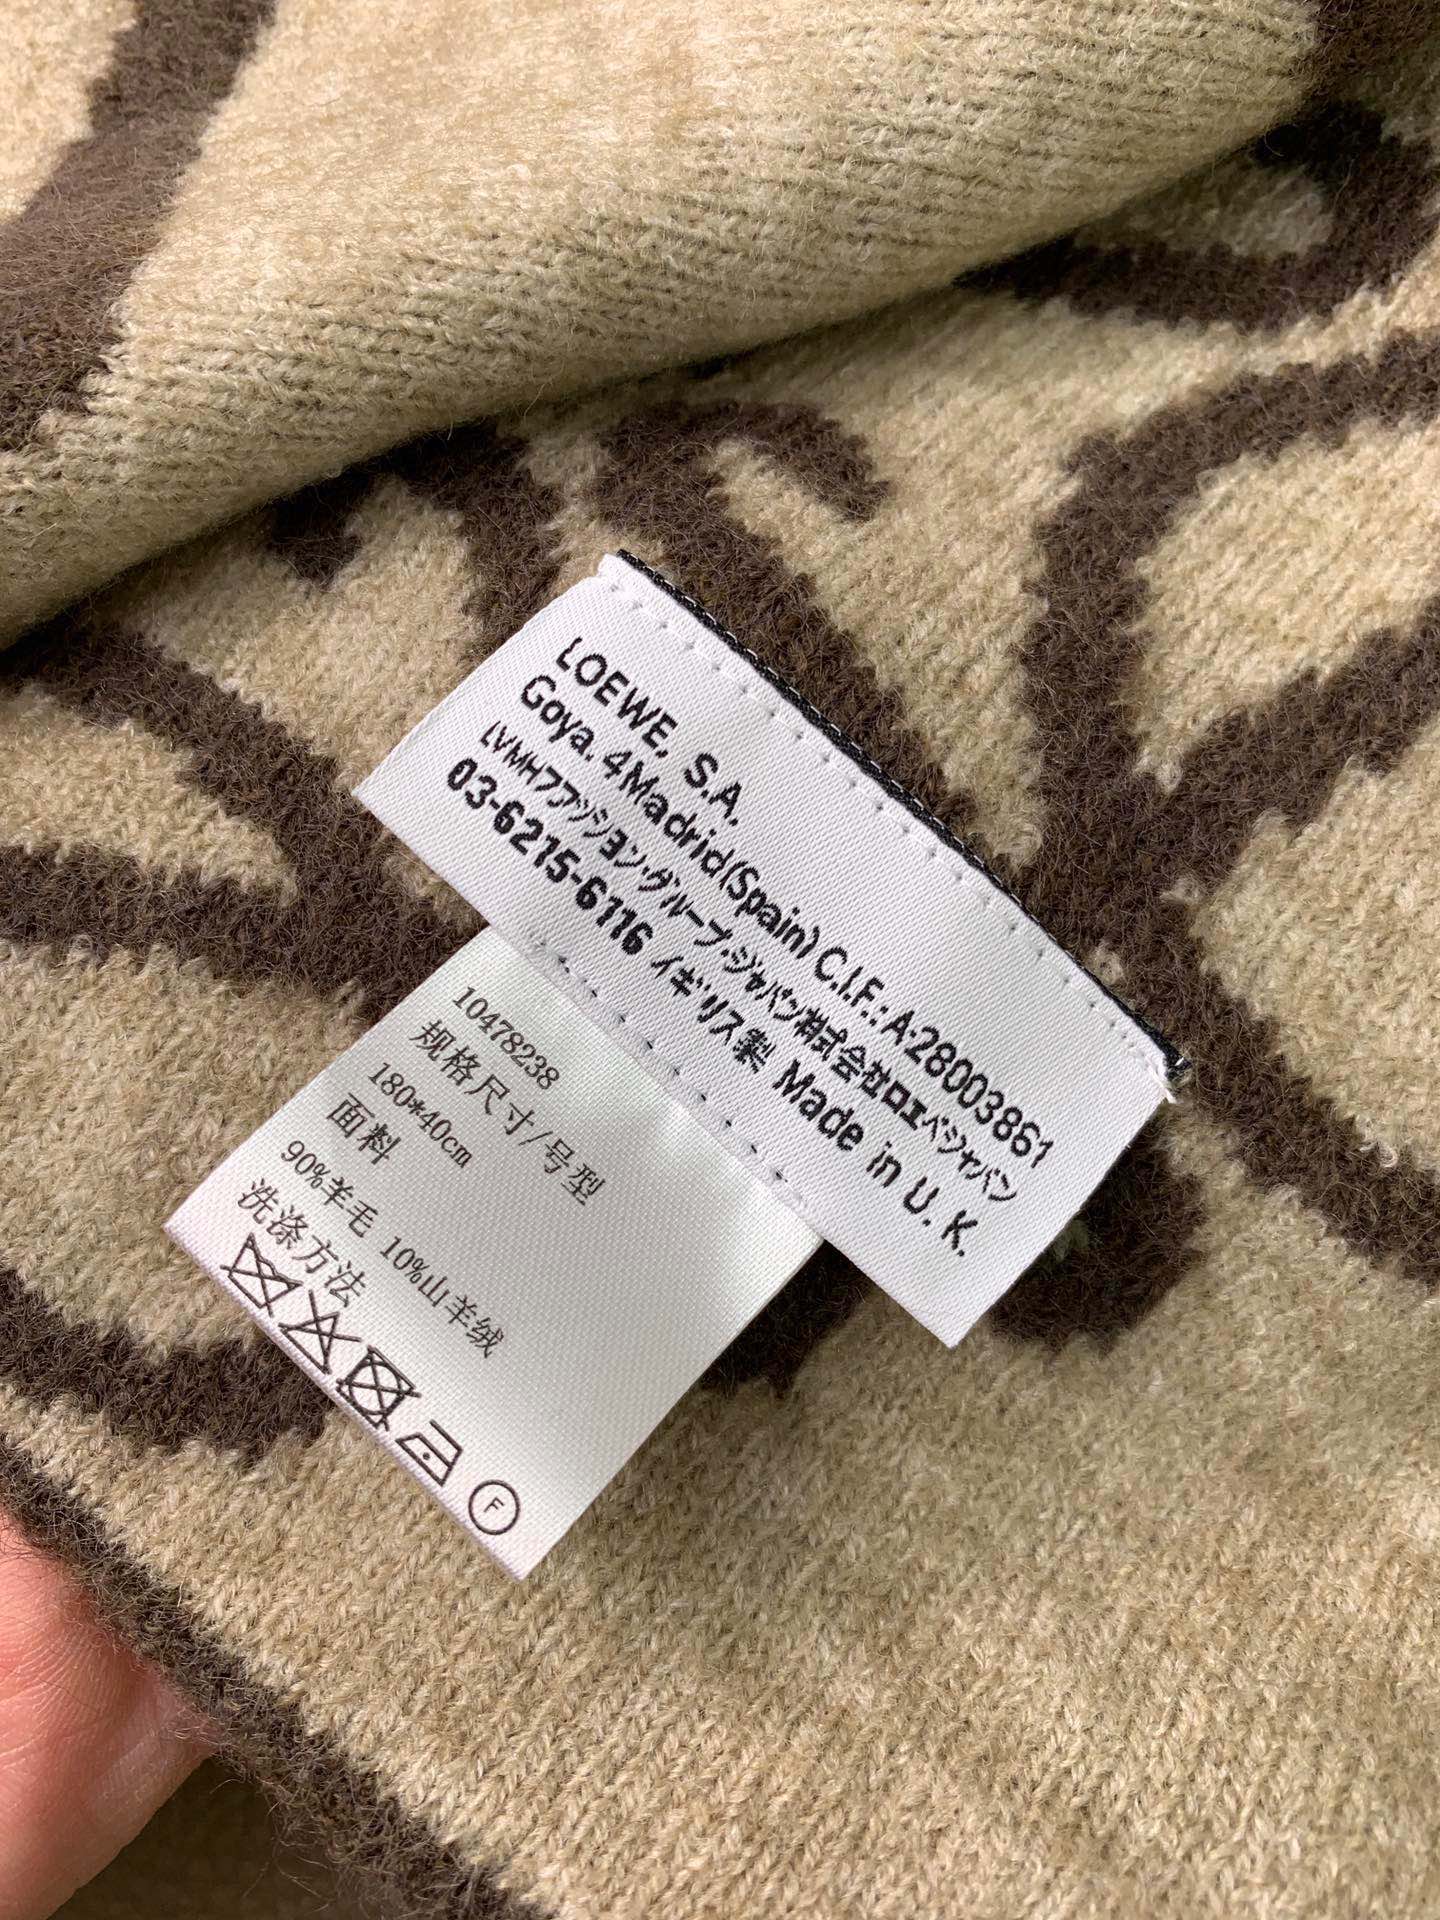 LOEWE. S.A.
Goya. 4Madrid(Spain) C.I.F.: A-28003861
LVMHファッション・グループ・ジャパン株式会社ロエベジャパン
03-6215-6116 イギリス製 Made in U. K.
10478238
规格尺寸/号型
180*40cm
面料
90%羊毛 10%山羊绒
洗涤方法
F